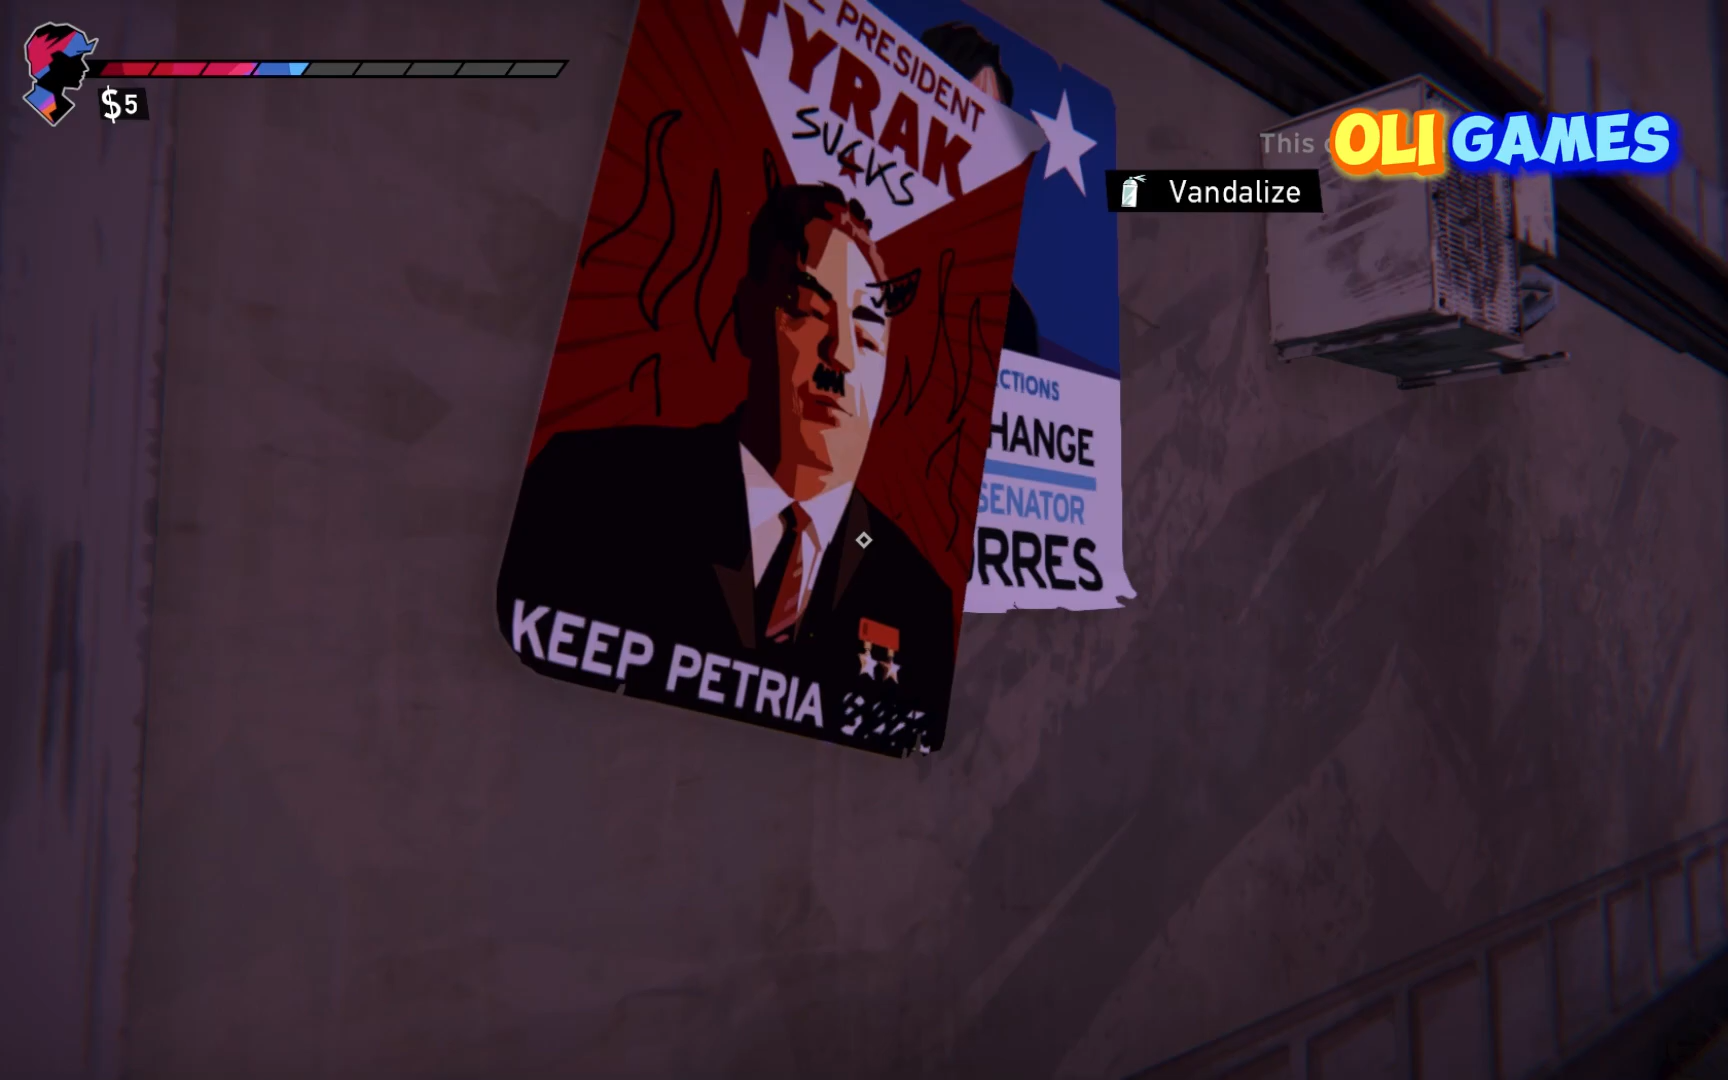 $5
PRESIDENT
TYRAK
SUCKS
This
OLI GAMES
Vandalize
CTIONS
HANGE
SENATOR
RRES
KEEP PETRIA